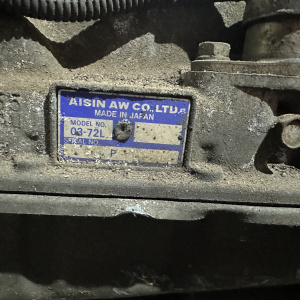 AISIN AW CO.,LTD.
MADE IN JAPAN
MODEL NO.
03-72L
SERIAL NO.
P